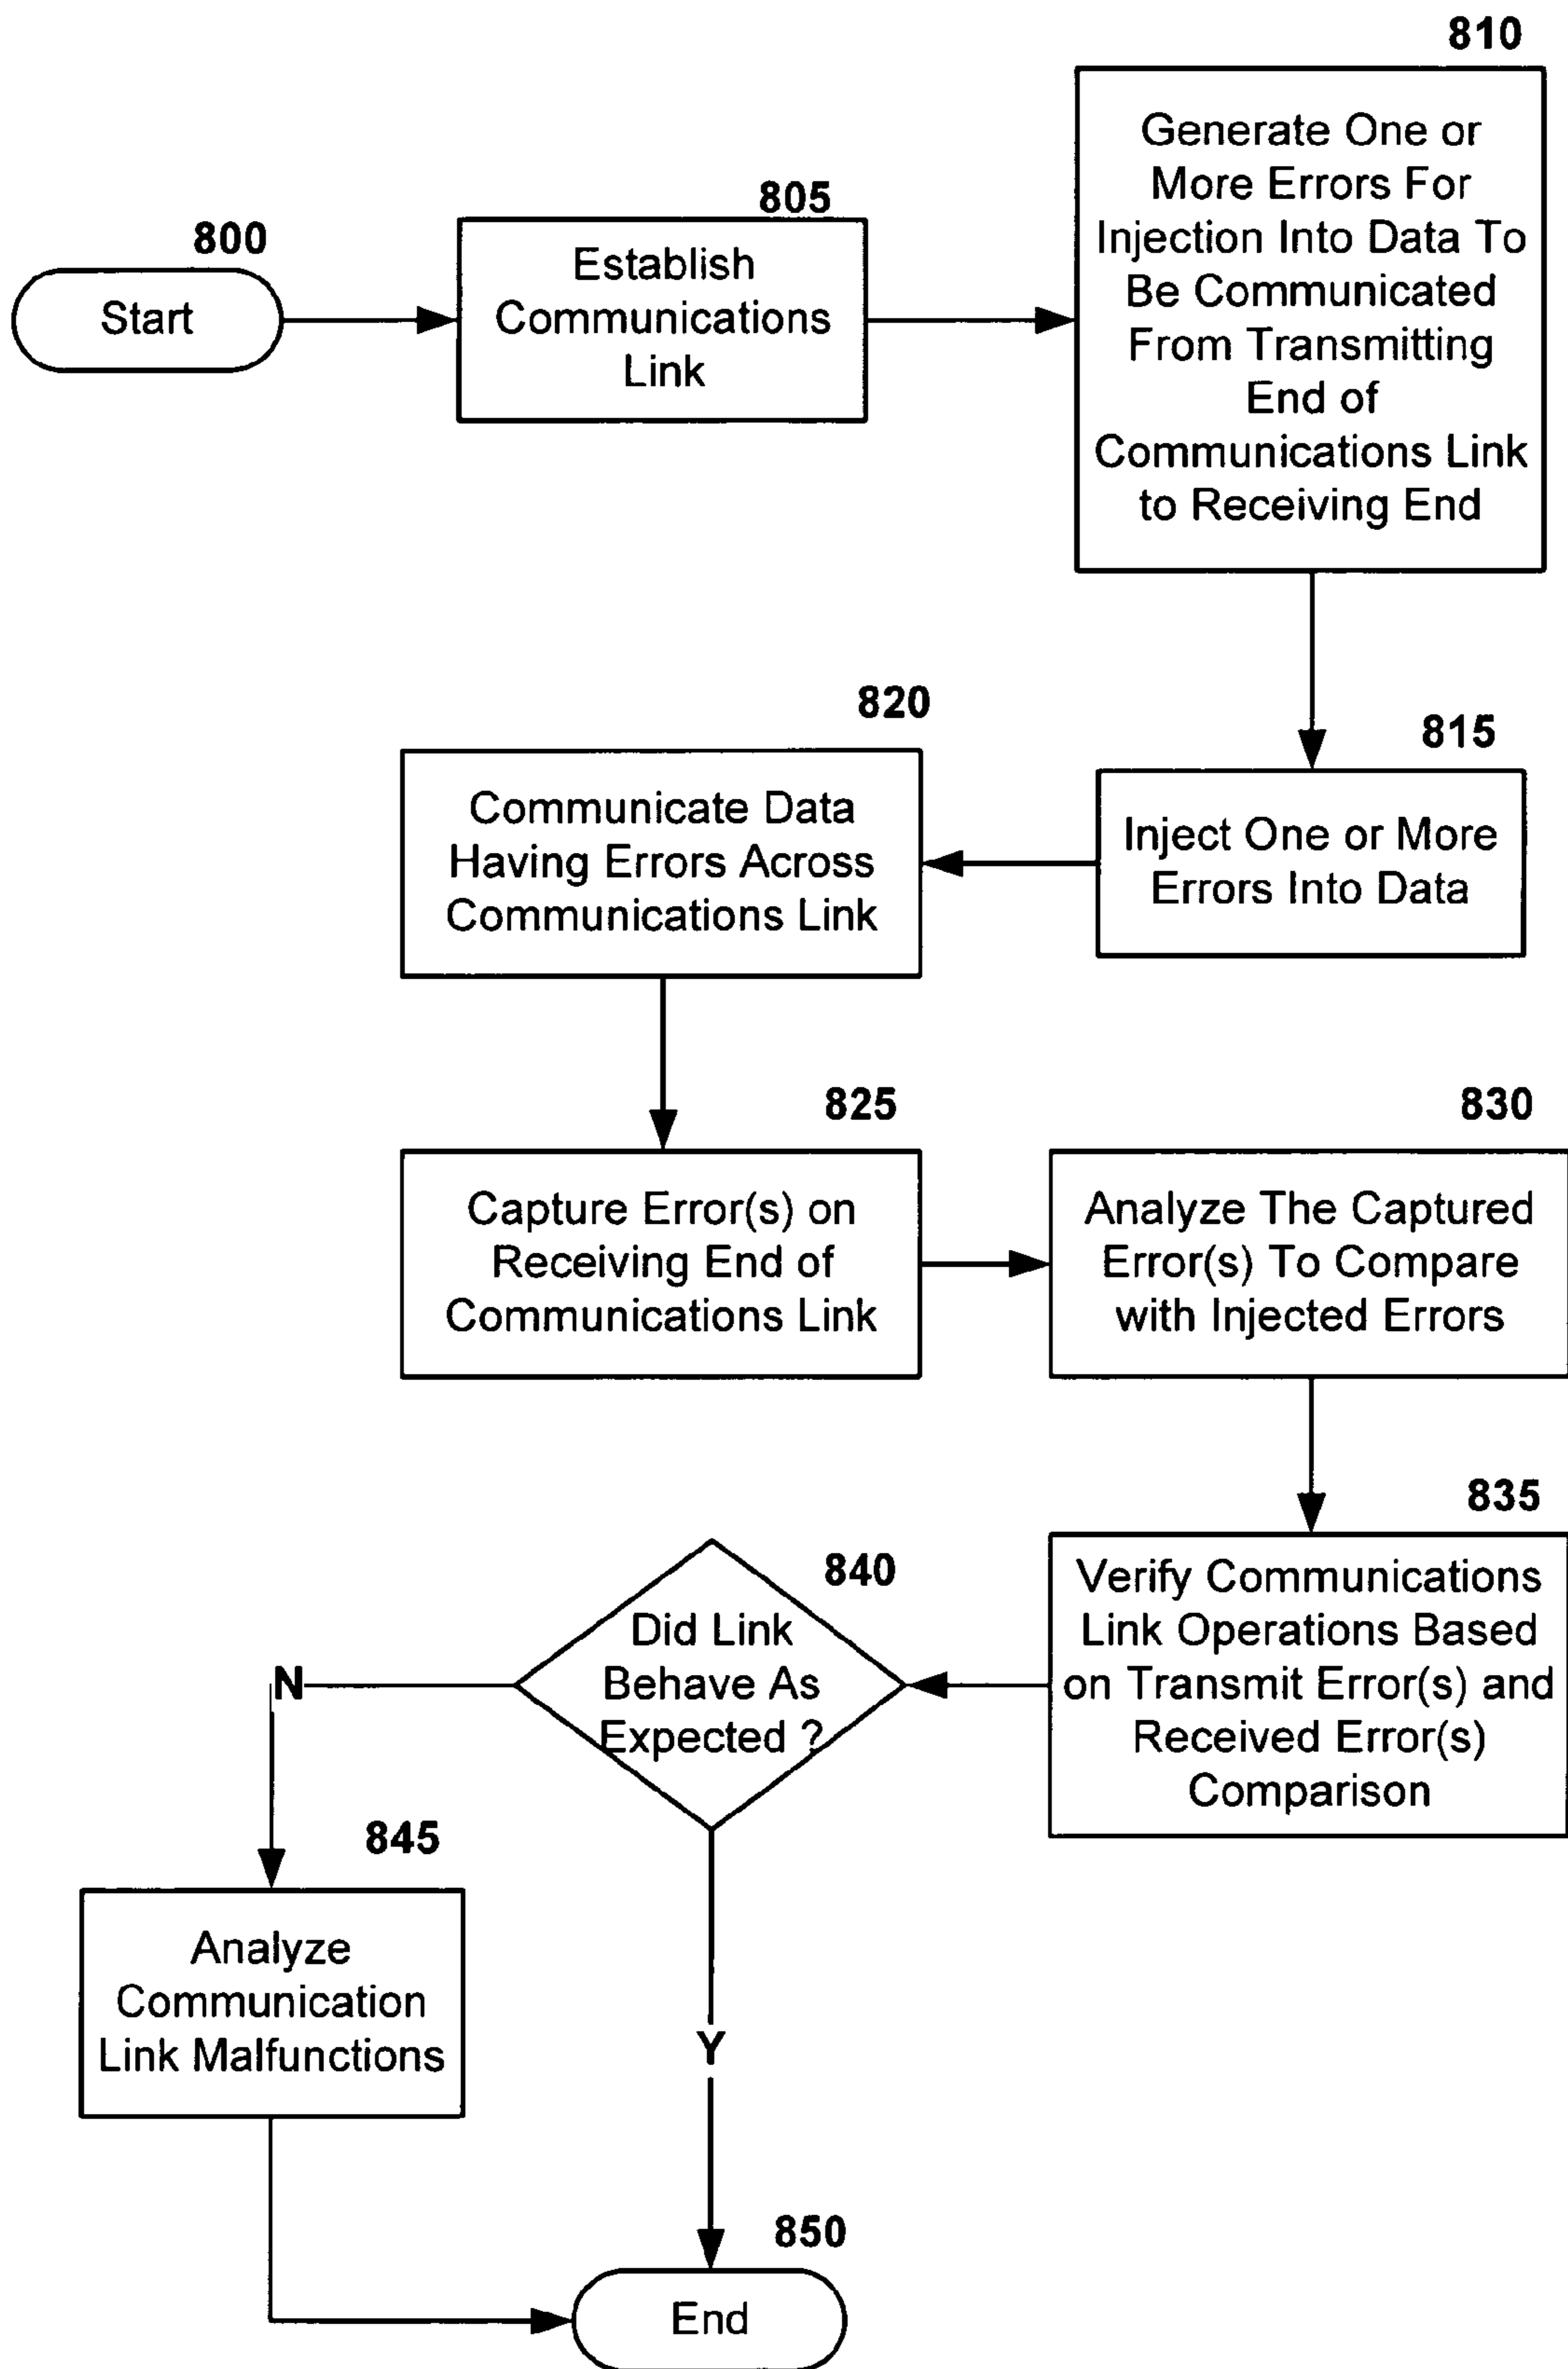 800
Start
805
Establish
Communications
Link
810
Generate One or
More Errors For
Injection Into Data To
Be Communicated
From Transmitting
End of
Communications Link
to Receiving End
815
Inject One or More
Errors Into Data
820
Communicate Data
Having Errors Across
Communications Link
825
Capture Error(s) on
Receiving End of
Communications Link
830
Analyze The Captured
Error(s) To Compare
with Injected Errors
835
Verify Communications
Link Operations Based
on Transmit Error(s) and
Received Error(s)
Comparison
840
Did Link
Behave As
Expected ?
N
845
Analyze
Communication
Link Malfunctions
Y
850
End